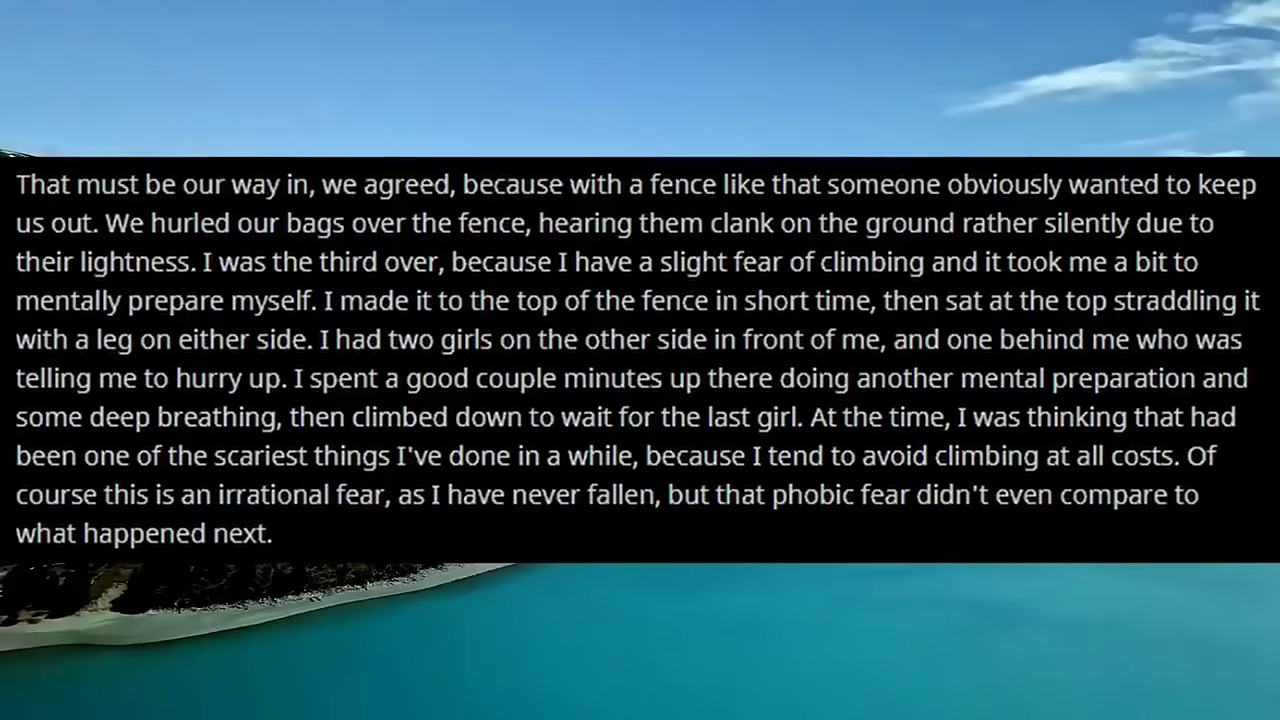 That must be our way in, we agreed, because with a fence like that someone obviously wanted to keep
us out. We hurled our bags over the fence, hearing them clank on the ground rather silently due to
their lightness. I was the third over, because I have a slight fear of climbing and it took me a bit to
mentally prepare myself. I made it to the top of the fence in short time, then sat at the top straddling it
with a leg on either side. I had two girls on the other side in front of me, and one behind me who was
telling me to hurry up. I spent a good couple minutes up there doing another mental preparation and
some deep breathing, then climbed down to wait for the last girl. At the time, I was thinking that had
been one of the scariest things I've done in a while, because I tend to avoid climbing at all costs. Of
course this is an irrational fear, as I have never fallen, but that phobic fear didn't even compare to
what happened next.